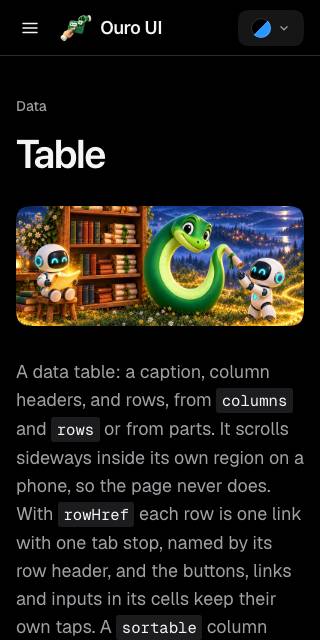 Ouro UI
Data
Table
A data table: a caption, column
headers, and rows, from columns
and rows or from parts. It scrolls
sideways inside its own region on a
phone, so the page never does.
With rowHref each row is one link
with one tab stop, named by its
row header, and the buttons, links
and inputs in its cells keep their
own taps. A sortable column